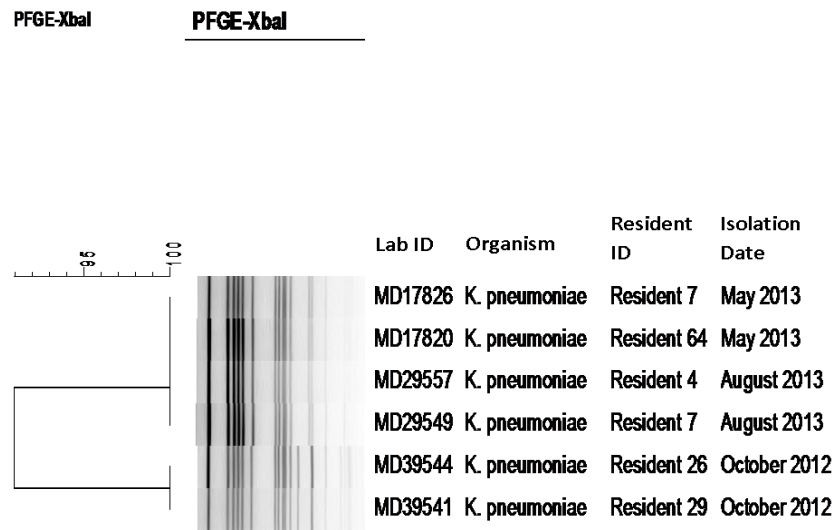 PFGE-XbaI PFGE-XbaI
95 100
Lab ID Organism Resident ID Isolation Date
MD17826 K. pneumoniae Resident 7 May 2013
MD17820 K. pneumoniae Resident 64 May 2013
MD29557 K. pneumoniae Resident 4 August 2013
MD29549 K. pneumoniae Resident 7 August 2013
MD39544 K. pneumoniae Resident 26 October 2012
MD39541 K. pneumoniae Resident 29 October 2012